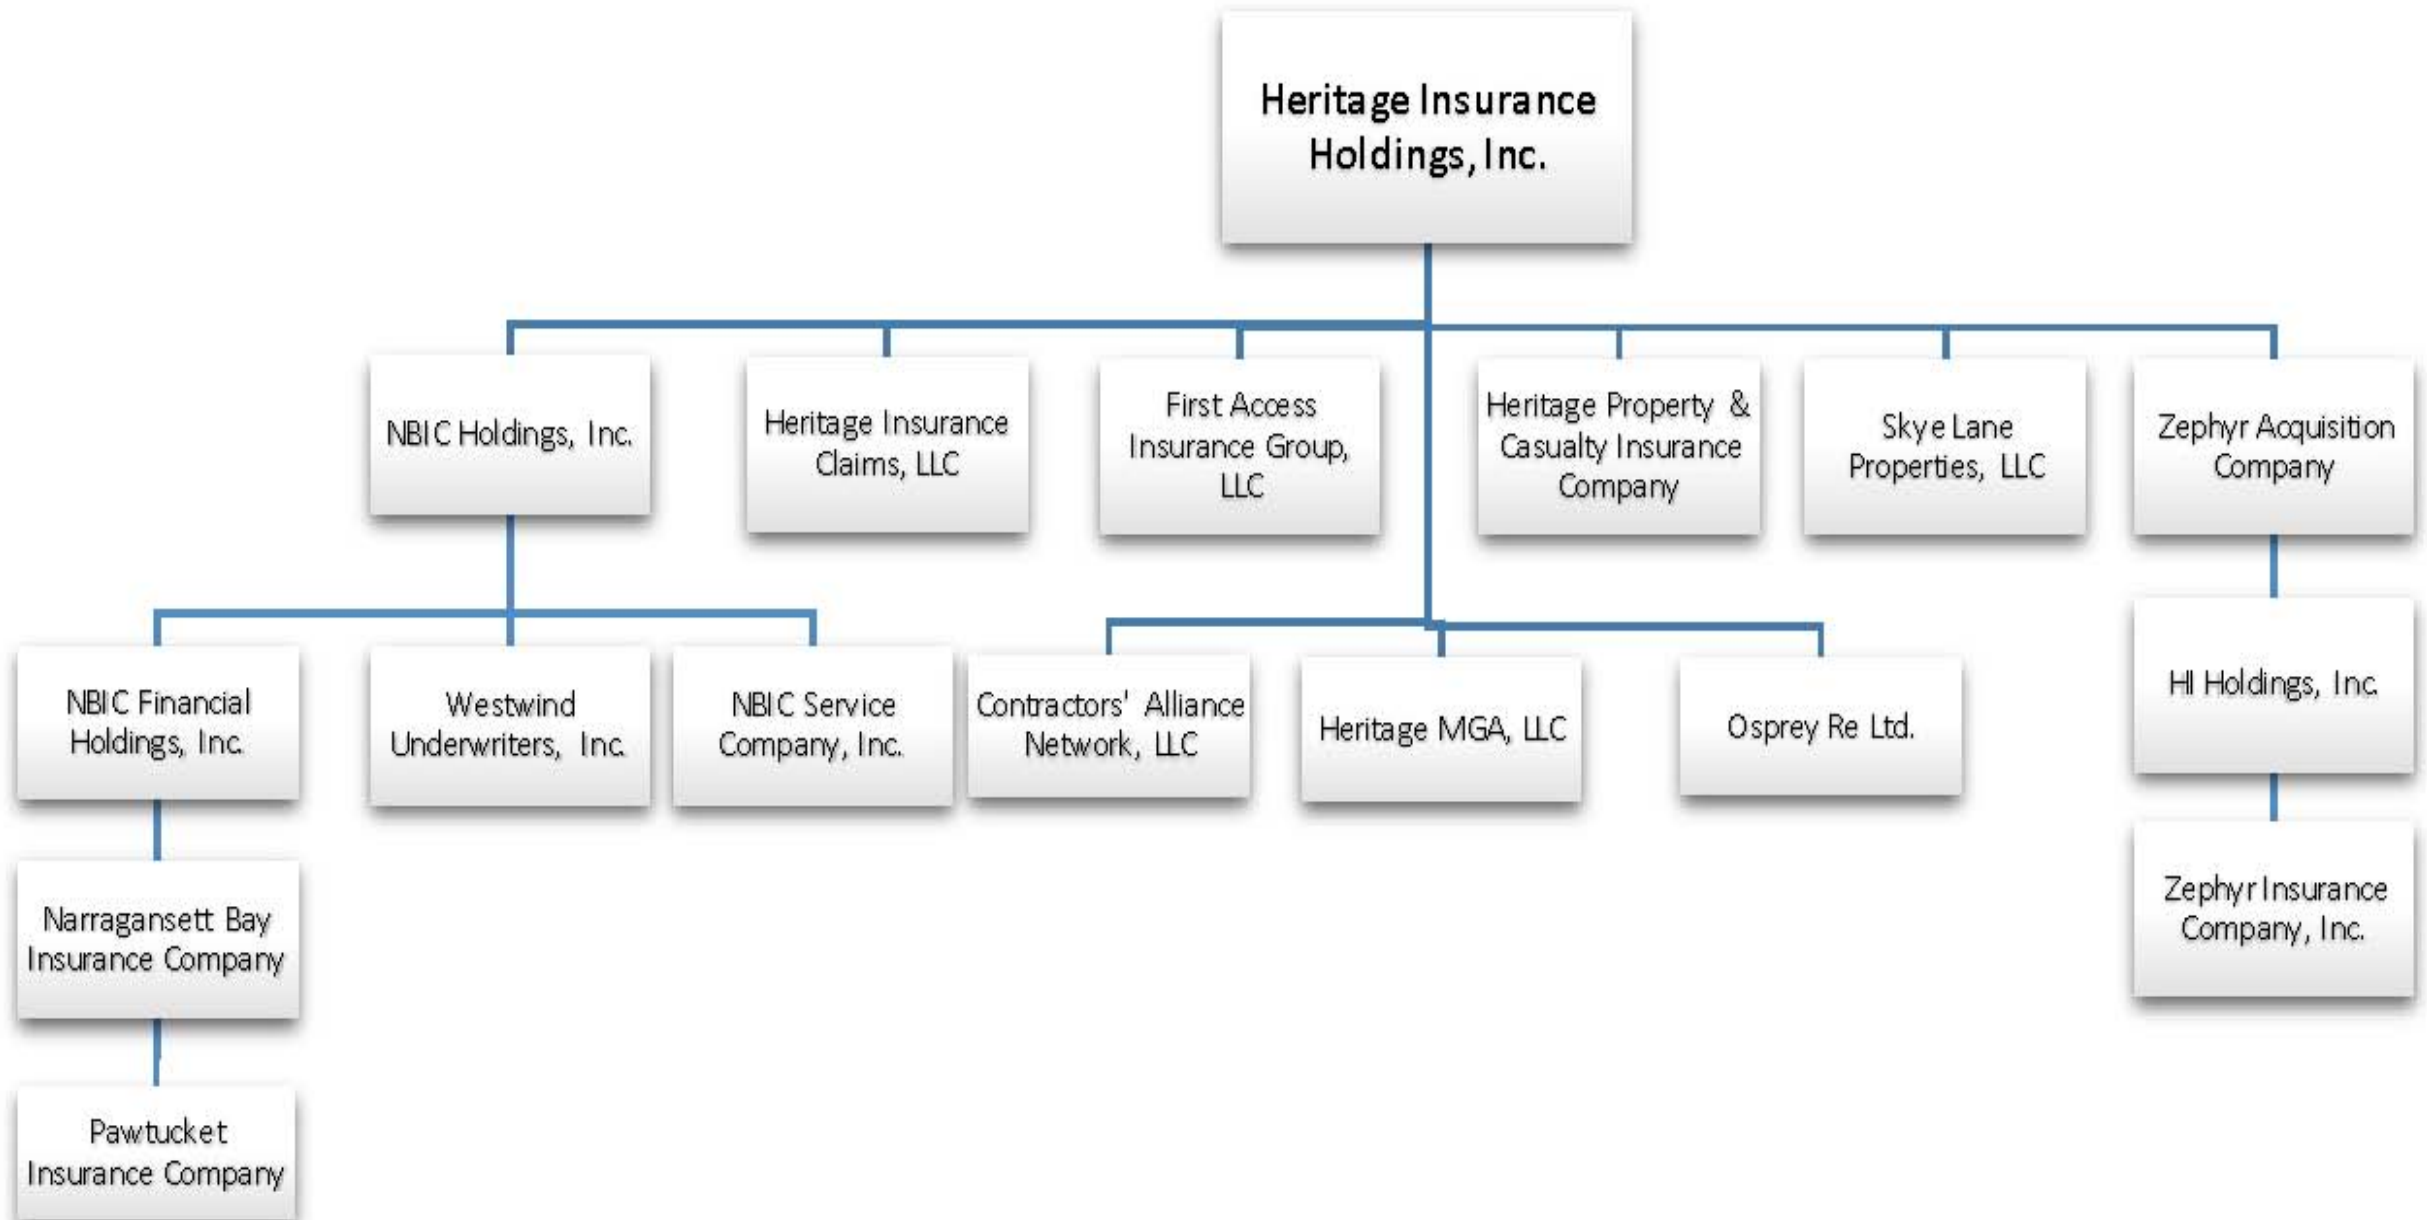 Heritage Insurance
Holdings, Inc.
NBIC Holdings, Inc.
Heritage Insurance
Claims, LLC
First Access
Insurance Group,
LLC
Heritage Property &
Casualty Insurance
Company
Skye Lane
Properties, LLC
Zephyr Acquisition
Company
NBIC Financial
Holdings, Inc.
Westwind
Underwriters, Inc.
NBIC Service
Company, Inc.
Contractors' Alliance
Network, LLC
Heritage MGA, LLC
Osprey Re Ltd.
HI Holdings, Inc.
Narragansett Bay
Insurance Company
Zephyr Insurance
Company, Inc.
Pawtucket
Insurance Company